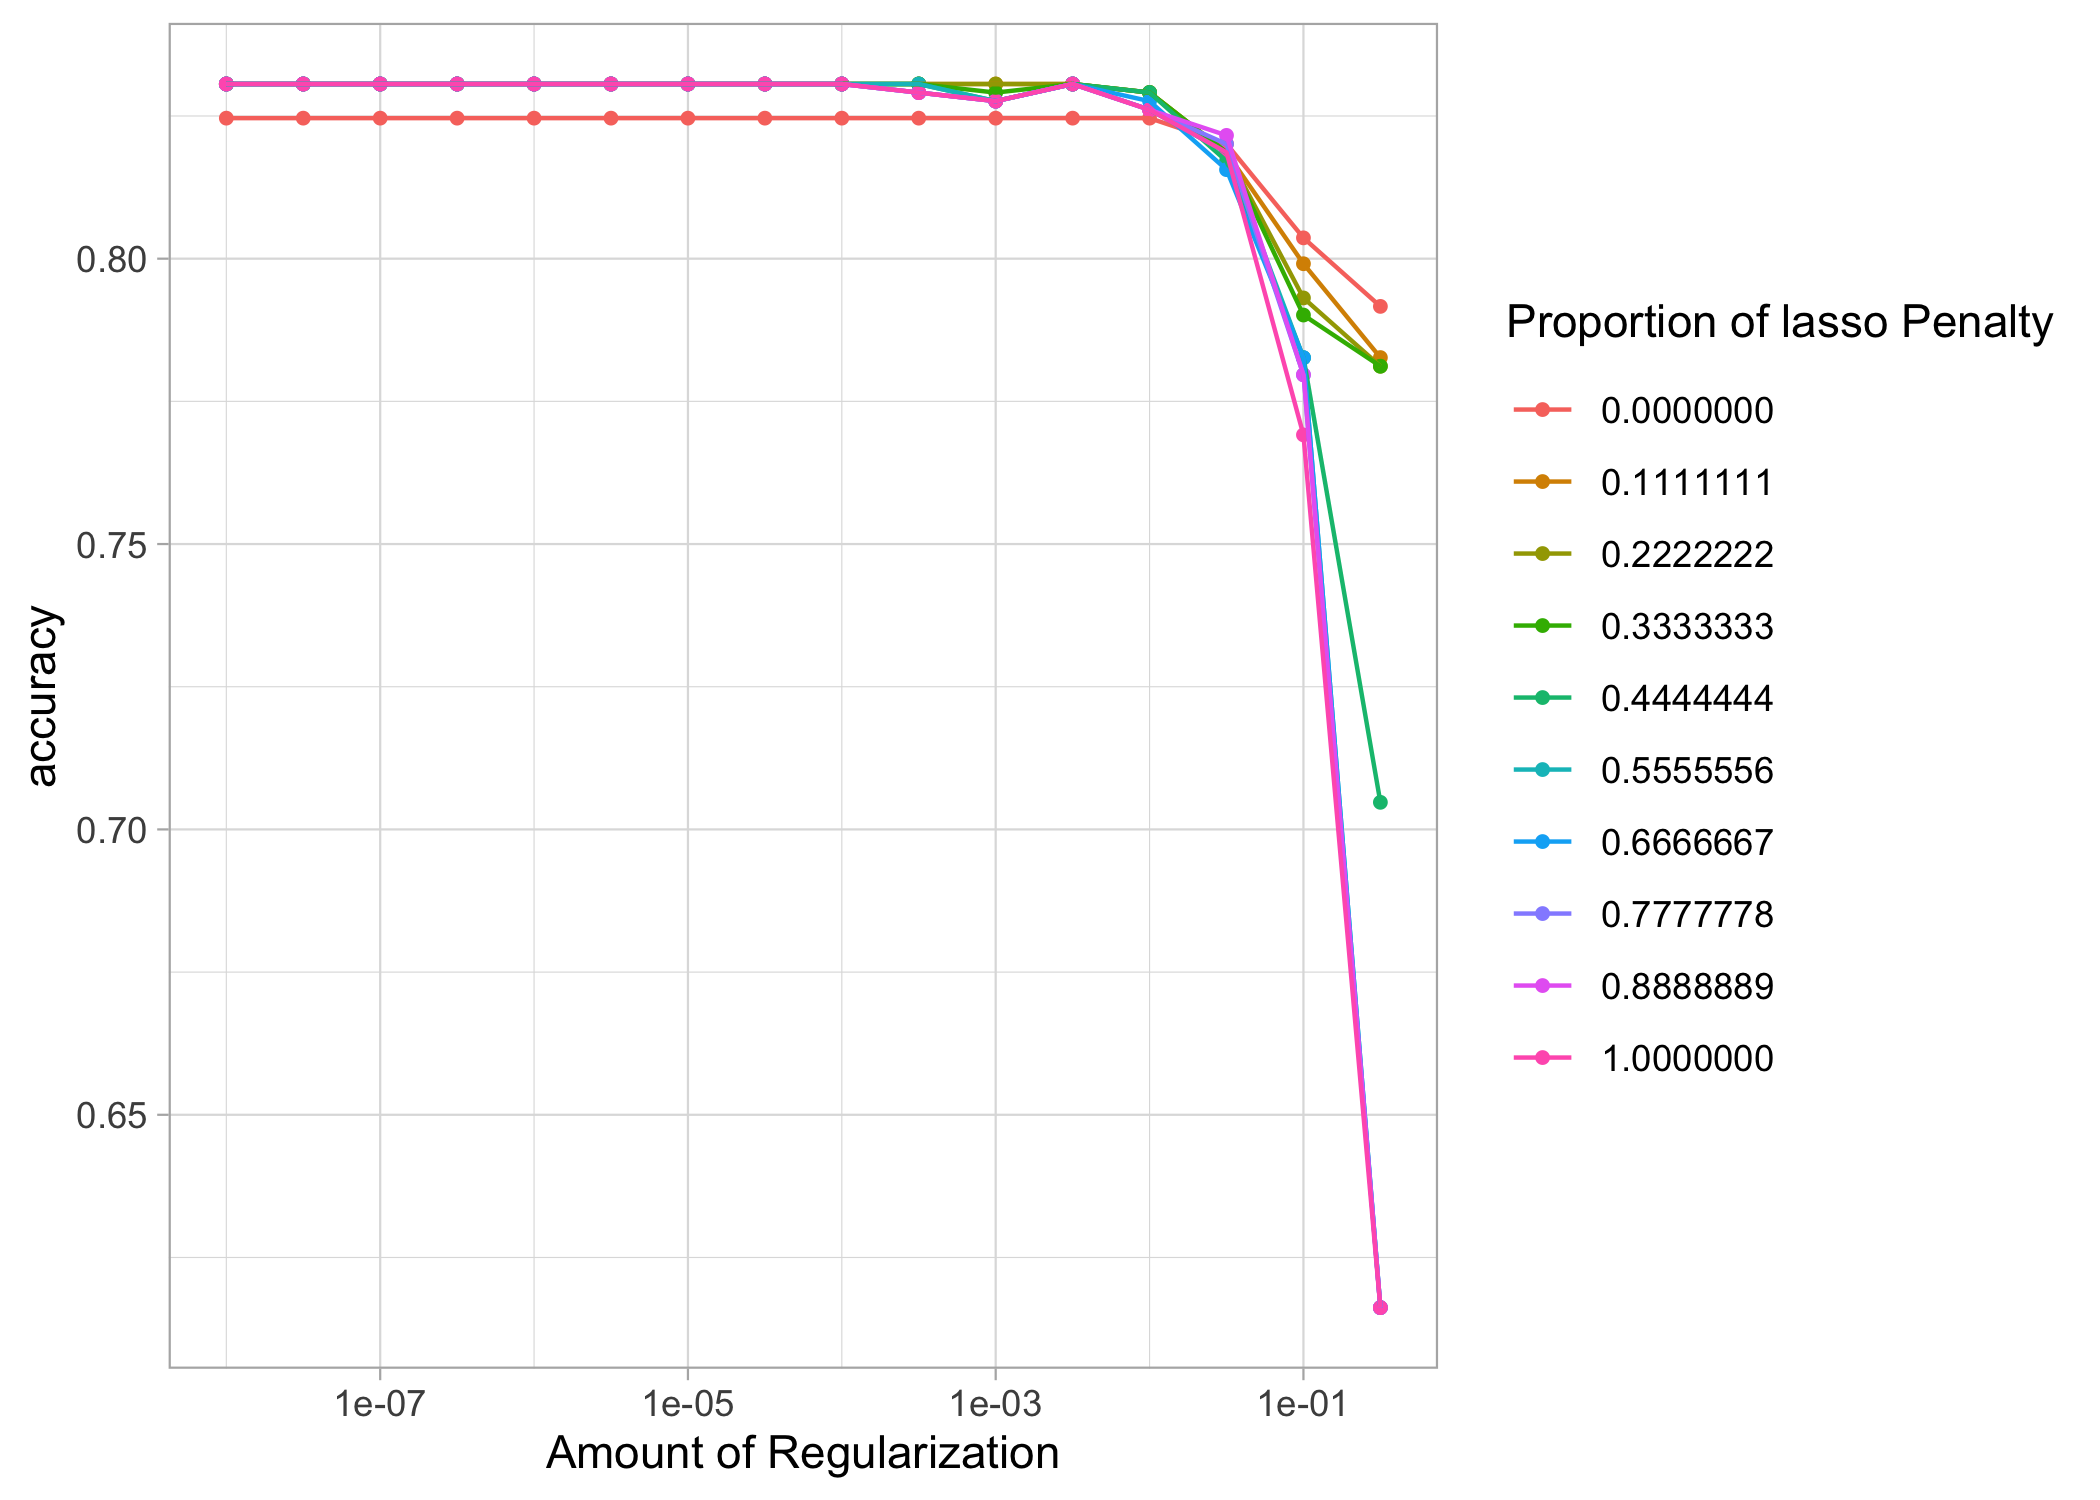 0.80
0.75
0.70
0.65
accuracy
1e-07
1e-05
1e-03
1e-01
Amount of Regularization
Proportion of lasso Penalty
0.0000000
0.1111111
0.2222222
0.3333333
0.4444444
0.5555556
0.6666667
0.7777778
0.8888889
1.0000000